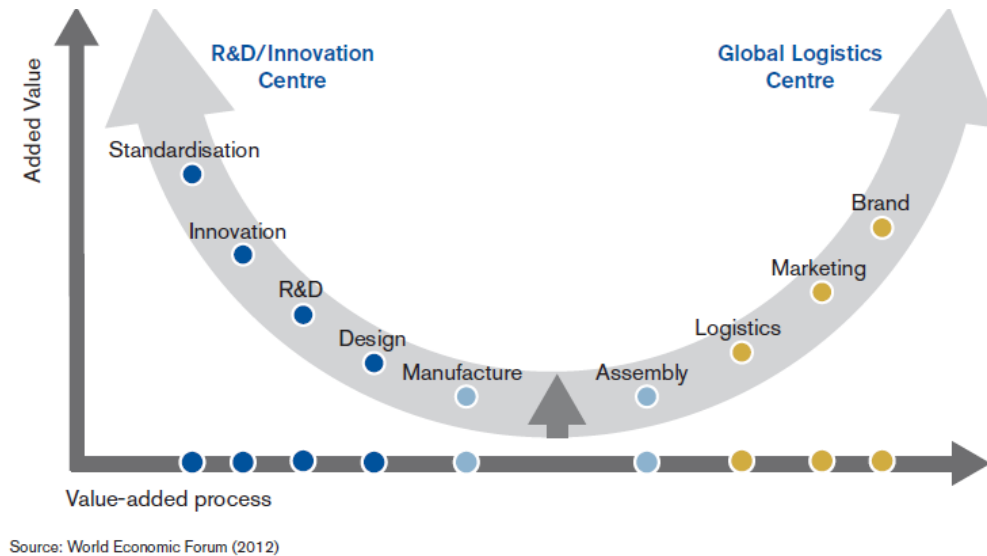 Added Value
R&D/Innovation
Centre
Global Logistics
Centre
Standardisation
Innovation
R&D
Design
Manufacture
Assembly
Logistics
Marketing
Brand
Value-added process
Source: World Economic Forum (2012)